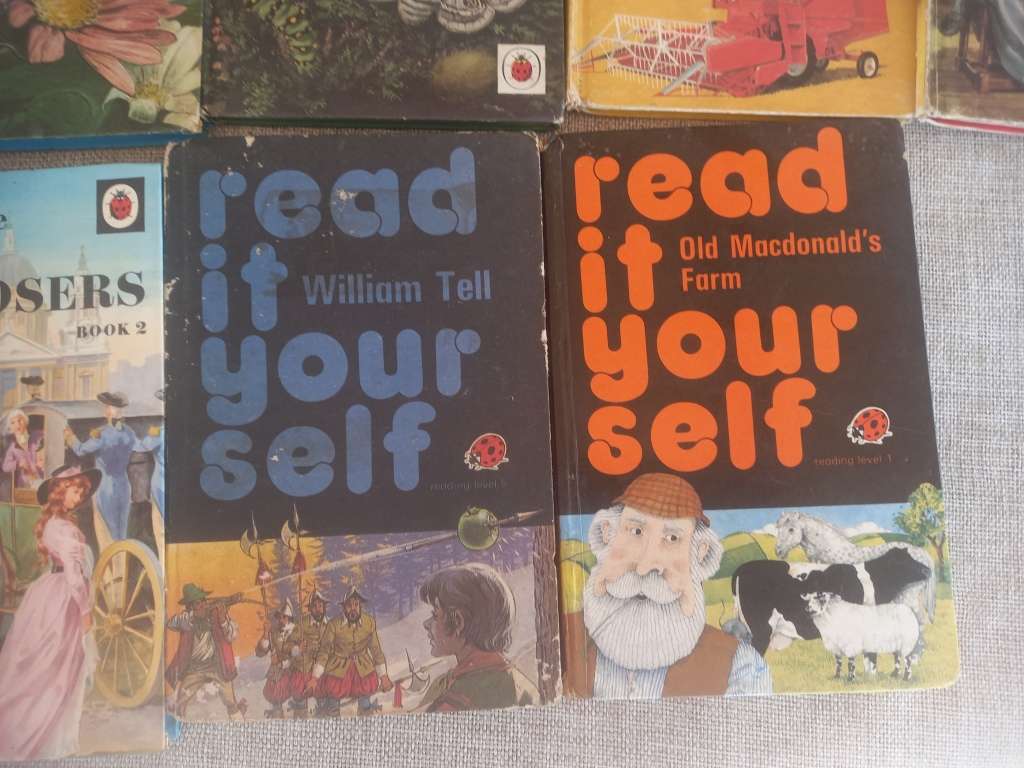 OSERS
BOOK 2
read
it
your
self
William Tell
reading level
read
it
your
self
Old Macdonald's
Farm
reading level 1